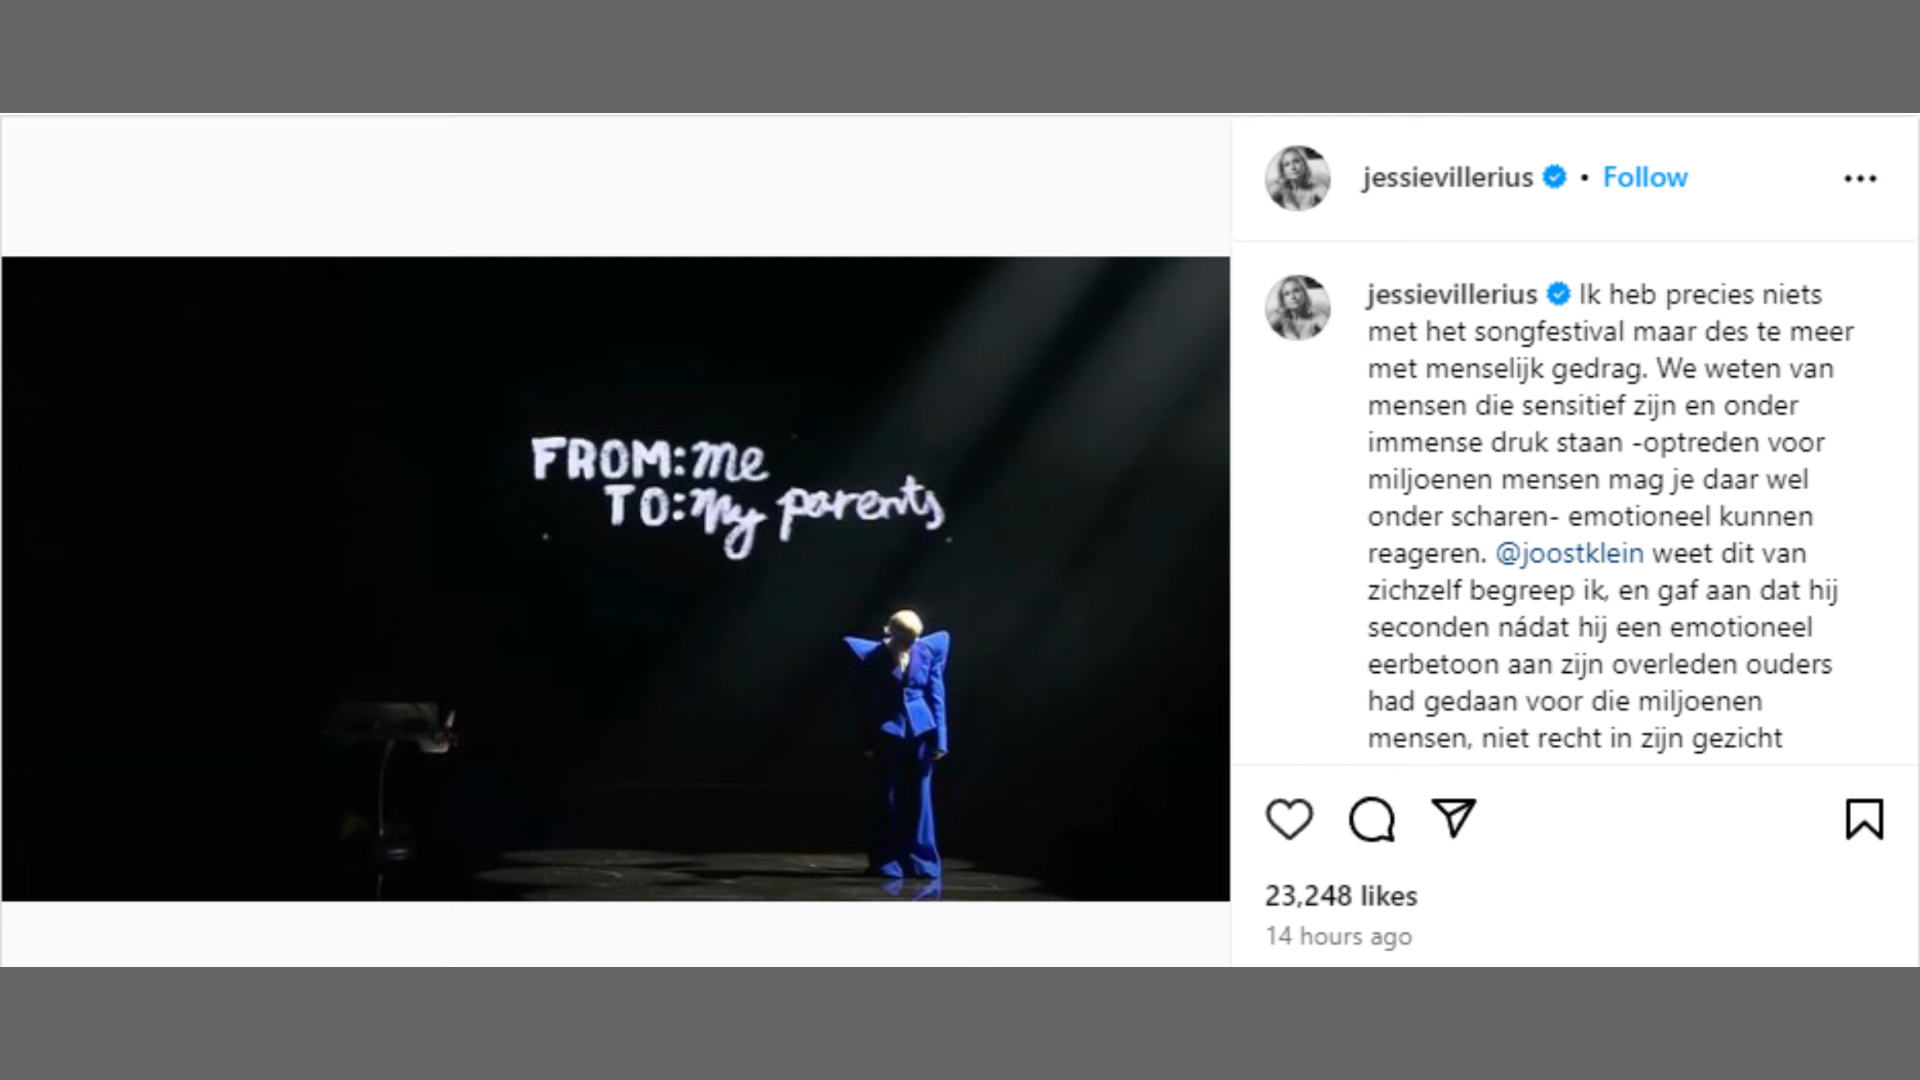 FROM: me
TO: my parents
jessievillerius • Follow
jessievillerius Ik heb precies niets
met het songfestival maar des te meer
met menselijk gedrag. We weten van
mensen die sensitief zijn en onder
immense druk staan -optreden voor
miljoenen mensen mag je daar wel
onder scharen- emotioneel kunnen
reageren. @joostklein weet dit van
zichzelf begreep ik, en gaf aan dat hij
seconden nádat hij een emotioneel
eerbetoon aan zijn overleden ouders
had gedaan voor die miljoenen
mensen, niet recht in zijn gezicht
23,248 likes
14 hours ago